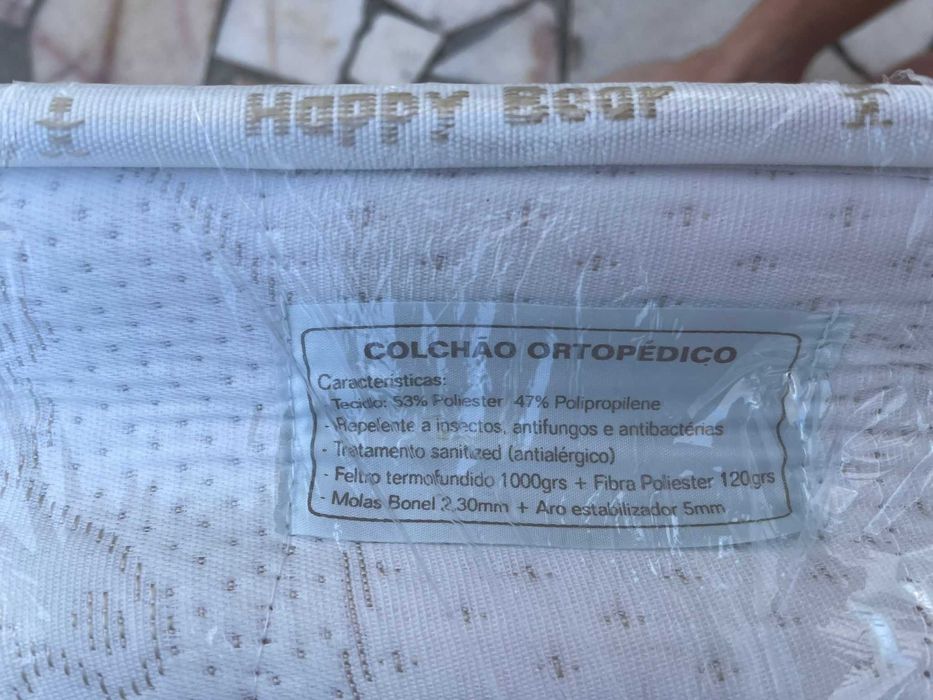 Happy Bear
COLCHÃO ORTOPÉDIÇO
Características:
Tecido: 53% Poliester 47% Polipropilene
- Repelente a insectos, antifungos e antibactérias
- Tratamento sanitized (antialérgico)
- Feltro termofundido 1000grs + Fibra Poliester 120grs
- Molas Bonel 2,30mm + Aro estabilizador 5mm